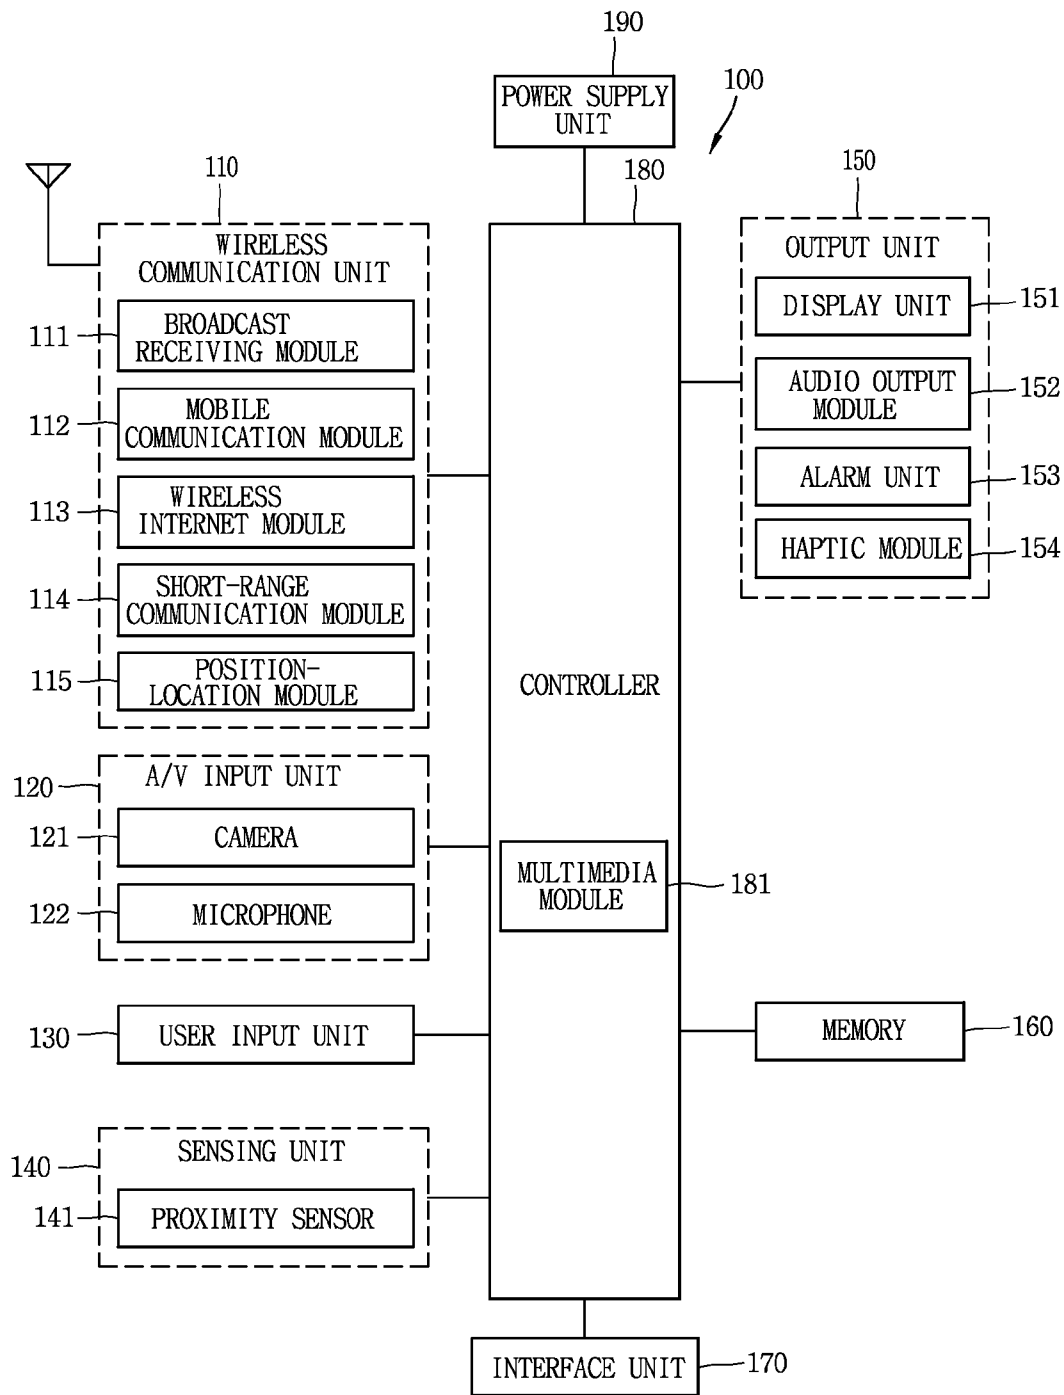 190
POWER SUPPLY
UNIT
100
110
180
150
WIRELESS
COMMUNICATION UNIT
111
BROADCAST
RECEIVING MODULE
112
MOBILE
COMMUNICATION MODULE
113
WIRELESS
INTERNET MODULE
114
SHORT-RANGE
COMMUNICATION MODULE
115
POSITION-
LOCATION MODULE
120
A/V INPUT UNIT
121
CAMERA
122
MICROPHONE
130
USER INPUT UNIT
140
SENSING UNIT
141
PROXIMITY SENSOR
CONTROLLER
MULTIMEDIA
MODULE
181
OUTPUT UNIT
DISPLAY UNIT
151
AUDIO OUTPUT
MODULE
152
ALARM UNIT
153
HAPTIC MODULE
154
MEMORY
160
INTERFACE UNIT
170